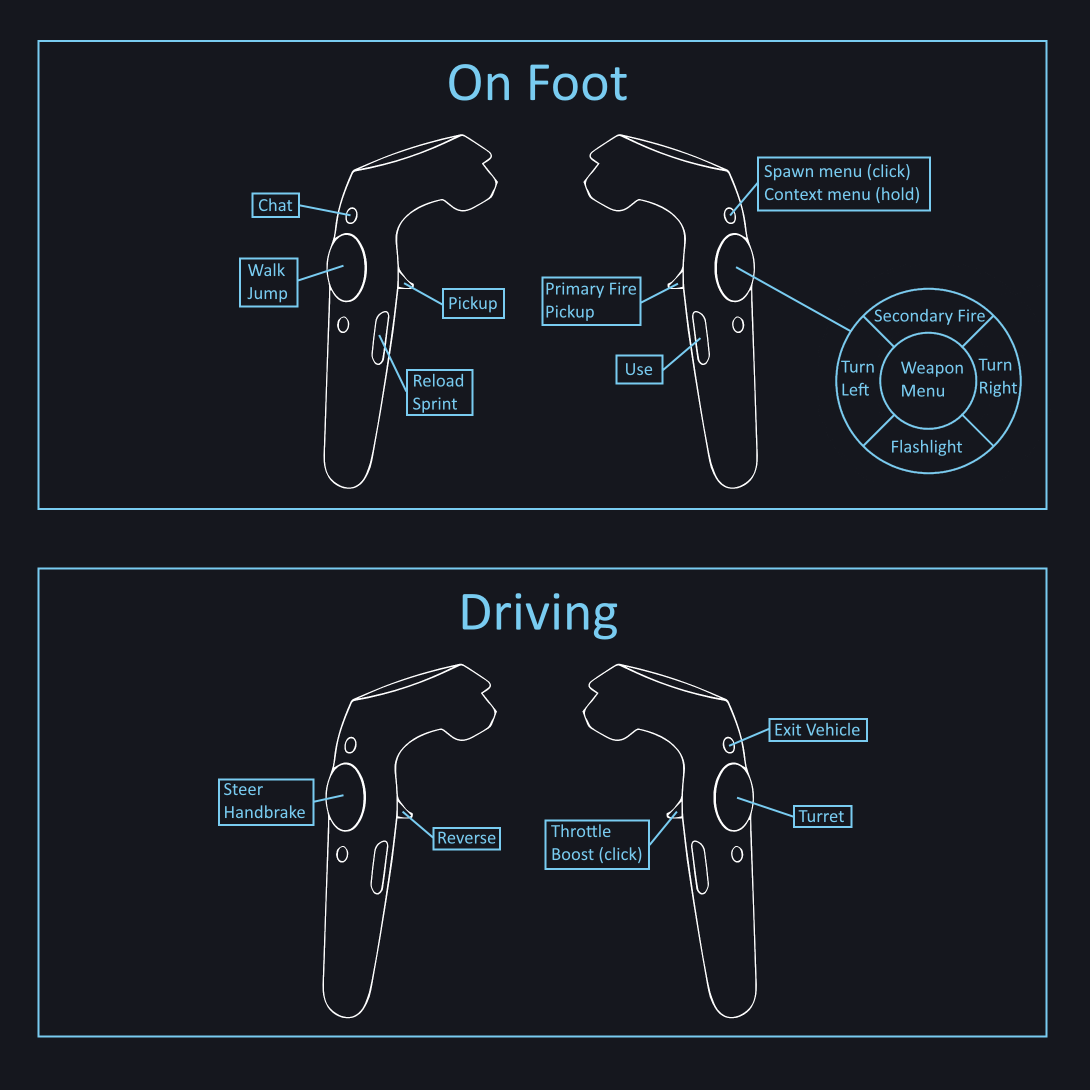 On Foot
Chat
Walk
Jump
Pickup
Reload
Sprint
Spawn menu (click)
Context menu (hold)
Primary Fire
Pickup
Use
Secondary Fire
Turn
Left
Weapon
Menu
Turn
Right
Flashlight
Driving
Steer
Handbrake
Reverse
Exit Vehicle
Throttle
Boost (click)
Turret